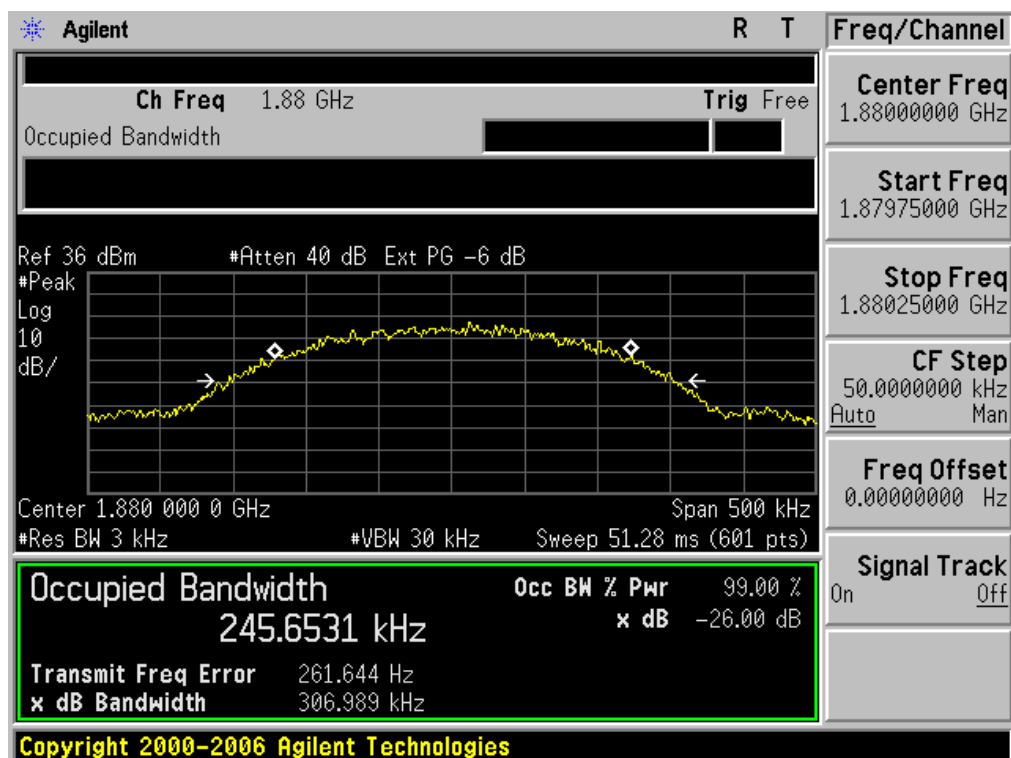 Agilent R T
Freq/Channel
Ch Freq 1.88 GHz Trig Free
Occupied Bandwidth
Center Freq
1.88000000 GHz
Start Freq
1.87975000 GHz
Stop Freq
1.88025000 GHz
CF Step
50.0000000 kHz
Auto Man
Freq Offset
0.00000000 Hz
Signal Track
On Off
Ref 36 dBm #Atten 40 dB Ext PG -6 dB
#Peak
Log
10
dB/
Center 1.880 000 0 GHz Span 500 kHz
#Res BW 3 kHz #VBW 30 kHz Sweep 51.28 ms (601 pts)
Occupied Bandwidth Occ BW % Pwr 99.00 %
245.6531 kHz x dB -26.00 dB
Transmit Freq Error 261.644 Hz
x dB Bandwidth 306.989 kHz
Copyright 2000-2006 Agilent Technologies